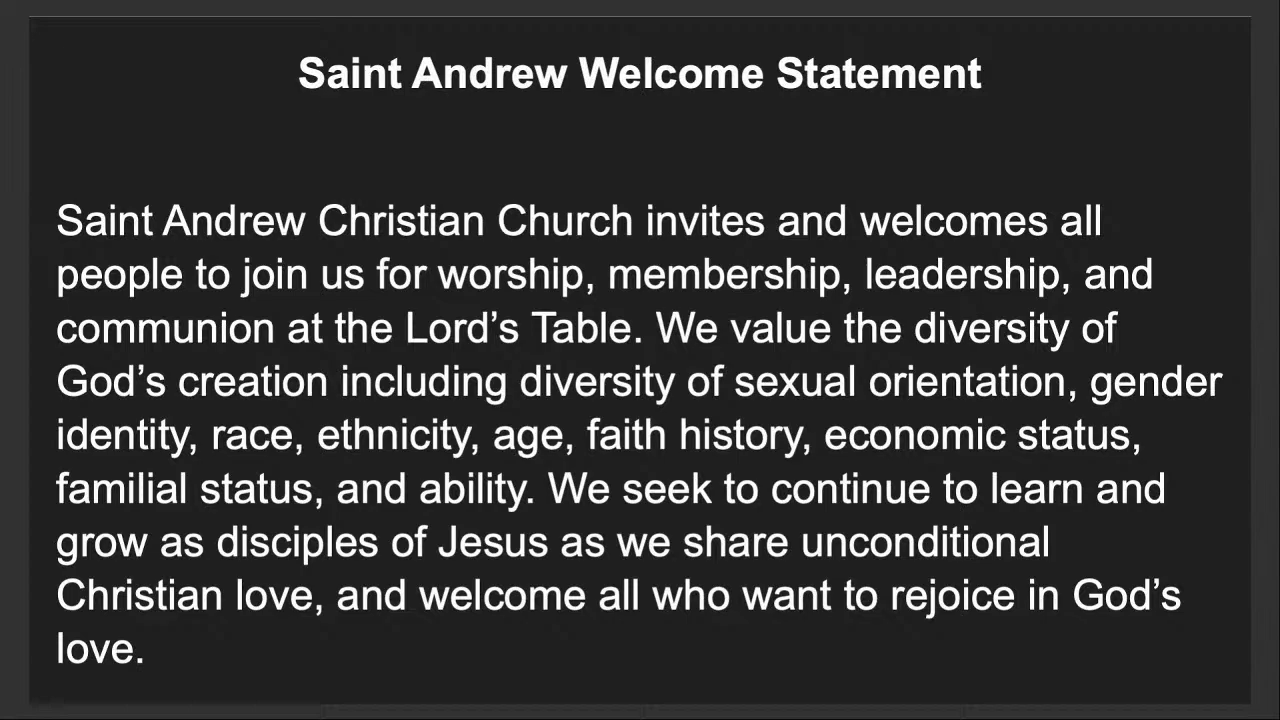 Saint Andrew Welcome Statement
Saint Andrew Christian Church invites and welcomes all
people to join us for worship, membership, leadership, and
communion at the Lord’s Table. We value the diversity of
God’s creation including diversity of sexual orientation, gender
identity, race, ethnicity, age, faith history, economic status,
familial status, and ability. We seek to continue to learn and
grow as disciples of Jesus as we share unconditional
Christian love, and welcome all who want to rejoice in God’s
love.